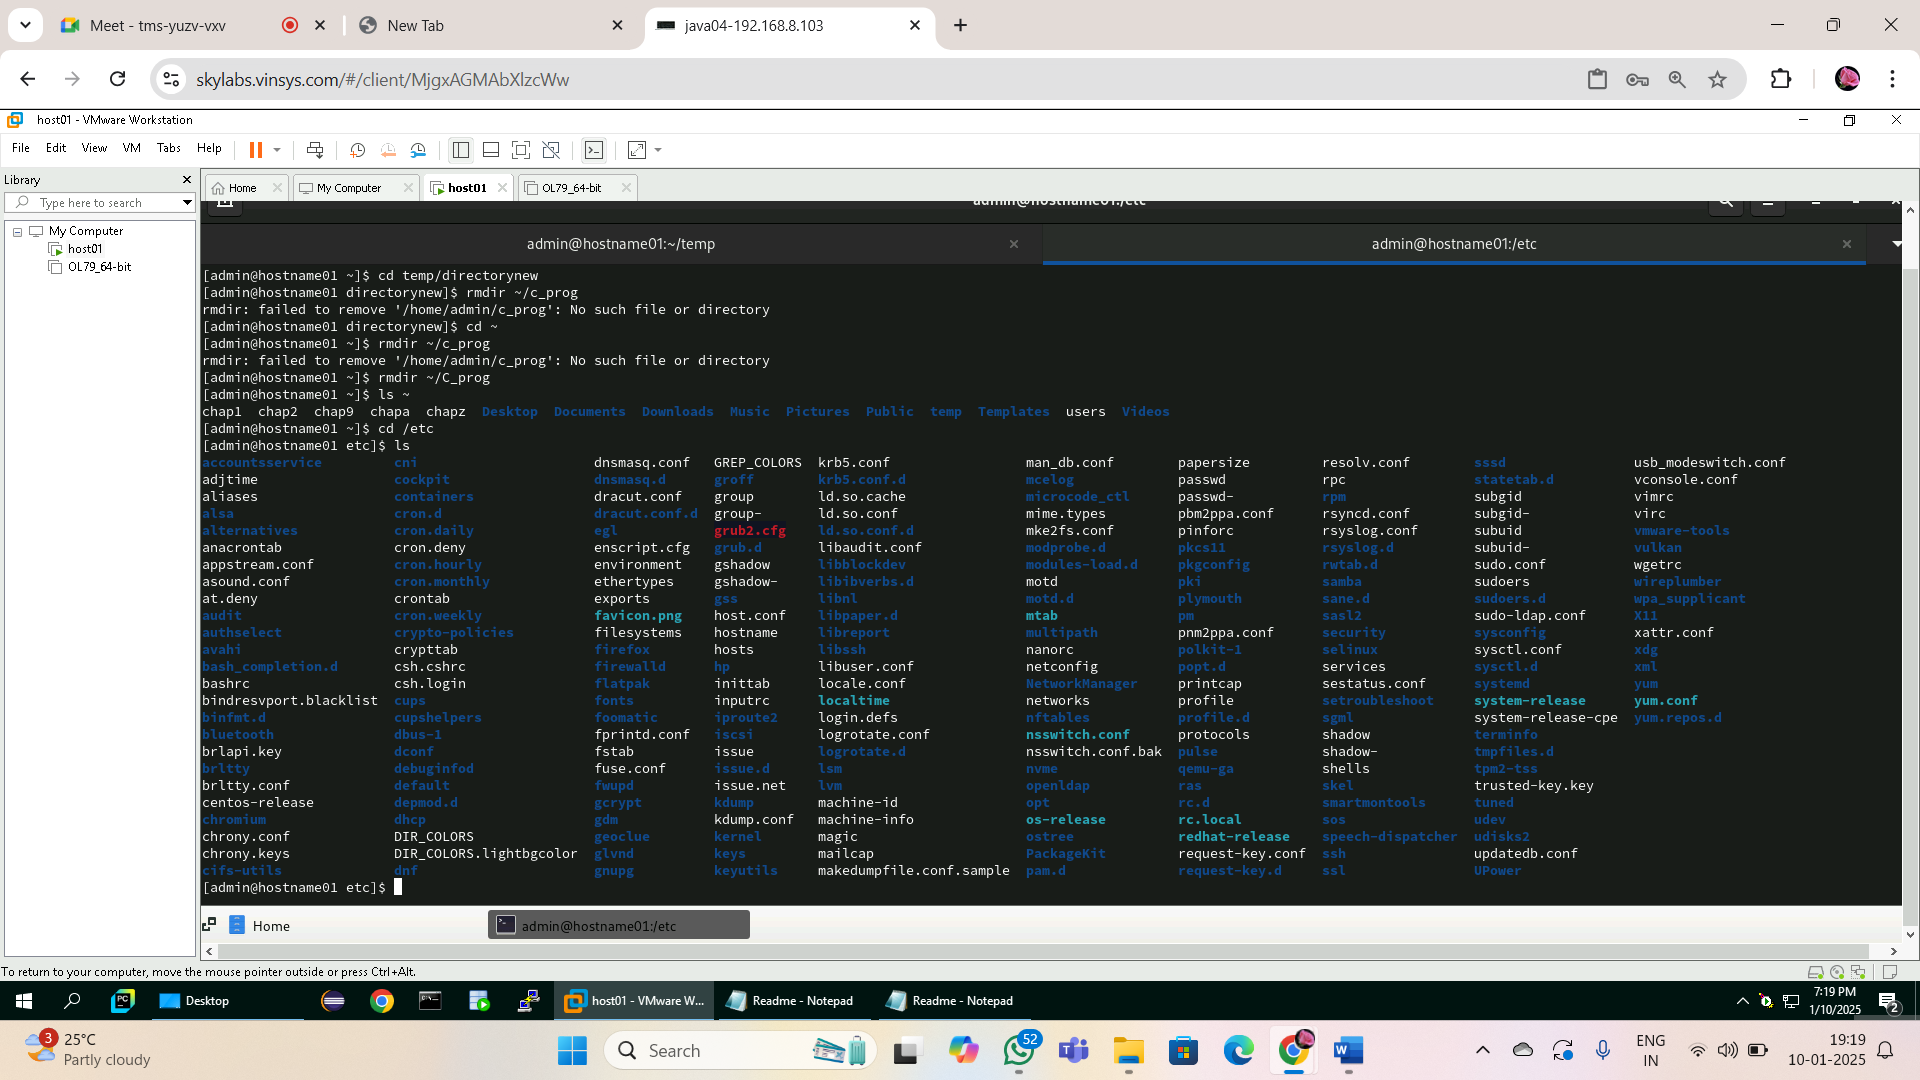 Meet - tms-yuzv-vxv
New Tab
java04-192.168.8.103
skylabs.vinsys.com/#/client/MjgxAGMAbXlzcWw
host01 - VMware Workstation
File Edit View VM Tabs Help
Library
Home My Computer host01 OL79_64-bit
Type here to search
My Computer
host01
OL79_64-bit
admin@hostname01:/etc
admin@hostname01:~/temp admin@hostname01:/etc
[admin@hostname01 ~]$ cd temp/directorynew
[admin@hostname01 directorynew]$ rmdir ~/c_prog
rmdir: failed to remove '/home/admin/c_prog': No such file or directory
[admin@hostname01 directorynew]$ cd ~
[admin@hostname01 ~]$ rmdir ~/c_prog
rmdir: failed to remove '/home/admin/c_prog': No such file or directory
[admin@hostname01 ~]$ rmdir ~/C_prog
[admin@hostname01 ~]$ ls ~
chap1 chap2 chap9 chapa chapz Desktop Documents Downloads Music Pictures Public temp Templates users Videos
[admin@hostname01 ~]$ cd /etc
[admin@hostname01 etc]$ ls
accountsservice cni dnsmasq.conf GREP_COLORS krb5.conf man_db.conf papersize resolv.conf sssd usb_modeswitch.conf
adjtime cockpit dnsmasq.d groff krb5.conf.d mcelog passwd rpc statetab.d vconsole.conf
aliases containers dracut.conf group ld.so.cache microcode_ctl passwd- rpm subgid vimrc
alsa cron.d dracut.conf.d group- ld.so.conf mime.types pbm2ppa.conf rsyncd.conf subgid- virc
alternatives cron.daily egl grub2.cfg ld.so.conf.d mke2fs.conf pinforc rsyslog.conf subuid vmware-tools
anacrontab cron.deny enscript.cfg grub.d libaudit.conf modprobe.d pkcs11 rsyslog.d subuid- vulkan
appstream.conf cron.hourly environment gshadow libblockdev modules-load.d pkgconfig rwtab.d sudo.conf wgetrc
asound.conf cron.monthly ethertypes gshadow- libibverbs.d motd pki samba sudoers wireplumber
at.deny crontab exports gss libnl motd.d plymouth sane.d sudoers.d wpa_supplicant
audit cron.weekly favicon.png host.conf libpaper.d mtab pm sasl2 sudo-ldap.conf X11
authselect crypto-policies filesystems hostname libreport multipath pnm2ppa.conf security sysconfig xattr.conf
avahi crypttab firefox hosts libssh nanorc polkit-1 selinux sysctl.conf xdg
bash_completion.d csh.cshrc firewalld hp libuser.conf netconfig popt.d services sysctl.d xml
bashrc csh.login flatpak inittab locale.conf NetworkManager printcap sestatus.conf systemd yum
bindresvport.blacklist cups fonts inputrc localtime networks profile setroubleshoot system-release yum.conf
binfmt.d cupshelpers foomatic iproute2 login.defs nftables profile.d sgml system-release-cpe yum.repos.d
bluetooth dbus-1 fprintd.conf iscsi logrotate.conf nsswitch.conf protocols shadow terminfo
brlapi.key dconf fstab issue logrotate.d nsswitch.conf.bak pulse shadow- tmpfiles.d
brltty debuginfod fuse.conf issue.d lsm nvme qemu-ga shells tpm2-tss
brltty.conf default fwupd issue.net lvm openldap ras skel trusted-key.key
centos-release depmod.d gcrypt kdump machine-id opt rc.d smartmontools tuned
chromium dhcp gdm kdump.conf machine-info os-release rc.local sos udev
chrony.conf DIR_COLORS geoclue kernel magic ostree redhat-release speech-dispatcher udisks2
chrony.keys DIR_COLORS.lightbgcolor glvnd keys mailcap PackageKit request-key.conf ssh updatedb.conf
cifs-utils dnf gnupg keyutils makedumpfile.conf.sample pam.d request-key.d ssl UPower
[admin@hostname01 etc]$
Home admin@hostname01:/etc
To return to your computer, move the mouse pointer outside or press Ctrl+Alt.
Desktop host01 - VMware W... Readme - Notepad Readme - Notepad
7:19 PM
1/10/2025
2
3
25°C
Partly cloudy
Search
52
ENG
IN
19:19
10-01-2025